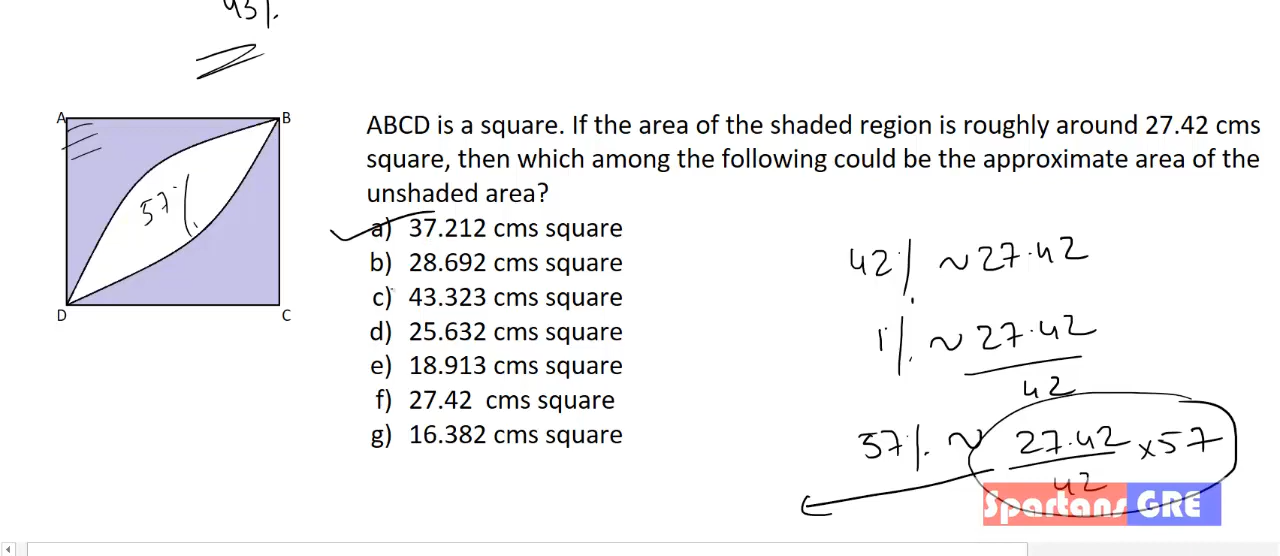 43%.
A
B
57%
D
C
ABCD is a square. If the area of the shaded region is roughly around 27.42 cms
square, then which among the following could be the approximate area of the
unshaded area?
a) 37.212 cms square
b) 28.692 cms square
c) 43.323 cms square
d) 25.632 cms square
e) 18.913 cms square
f) 27.42 cms square
g) 16.382 cms square
42% ~ 27.42
1% ~ 27.42
42
57% ~ 27.42 x 57
42
Spartans GRE